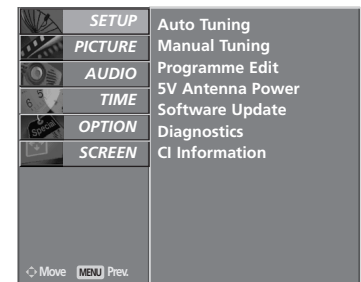 SETUP
PICTURE
AUDIO
TIME
OPTION
SCREEN
Auto Tuning
Manual Tuning
Programme Edit
5V Antenna Power
Software Update
Diagnostics
CI Information
Special
Move MENU Prev.